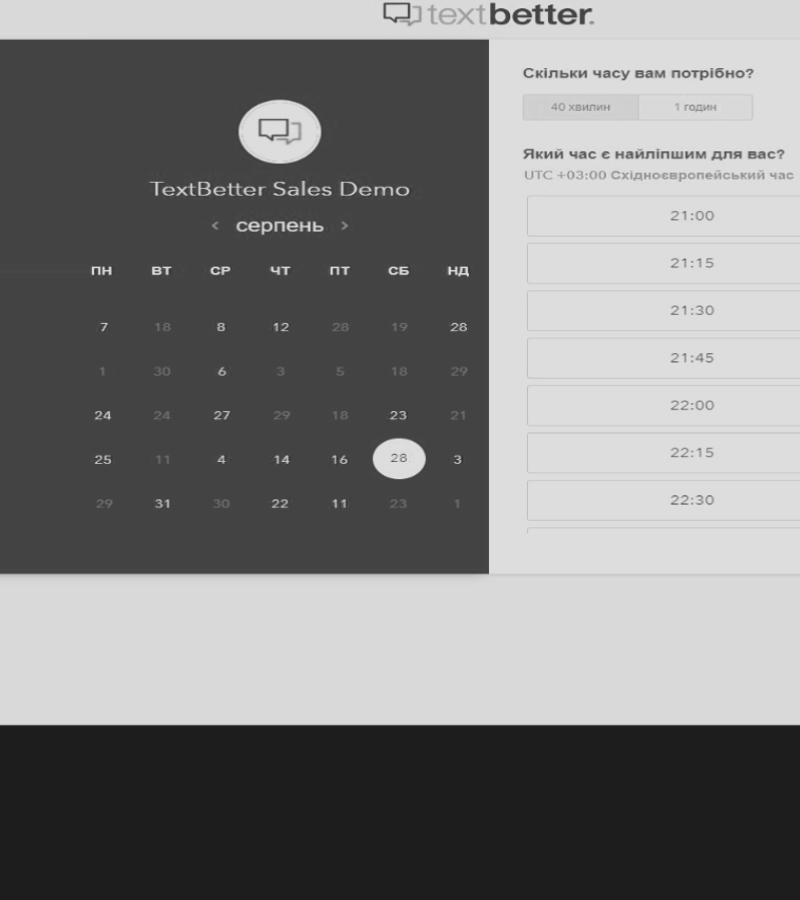 textbetter.
TextBetter Sales Demo
‹ серпень ›
ПН ВТ СР ЧТ ПТ СБ НД
7 18 8 12 28 19 28
1 30 6 3 5 18 29
24 24 27 29 18 23 21
25 11 4 14 16 28 3
29 31 30 22 11 23 1
Скільки часу вам потрібно?
40 хвилин 1 годин
Який час є найліпшим для вас?
UTC +03:00 Східноєвропейський час
21:00
21:15
21:30
21:45
22:00
22:15
22:30